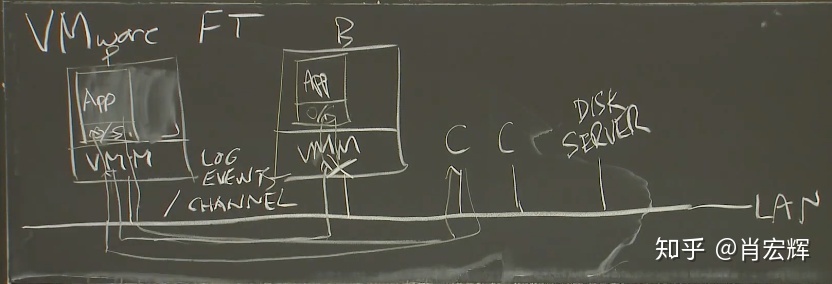 VMware FT
P
B
App
O/S
VMM
App
O/S
VMM
LOG
EVENTS
/ CHANNEL
C
C
DISK
SERVER
LAN
知乎 @肖宏辉